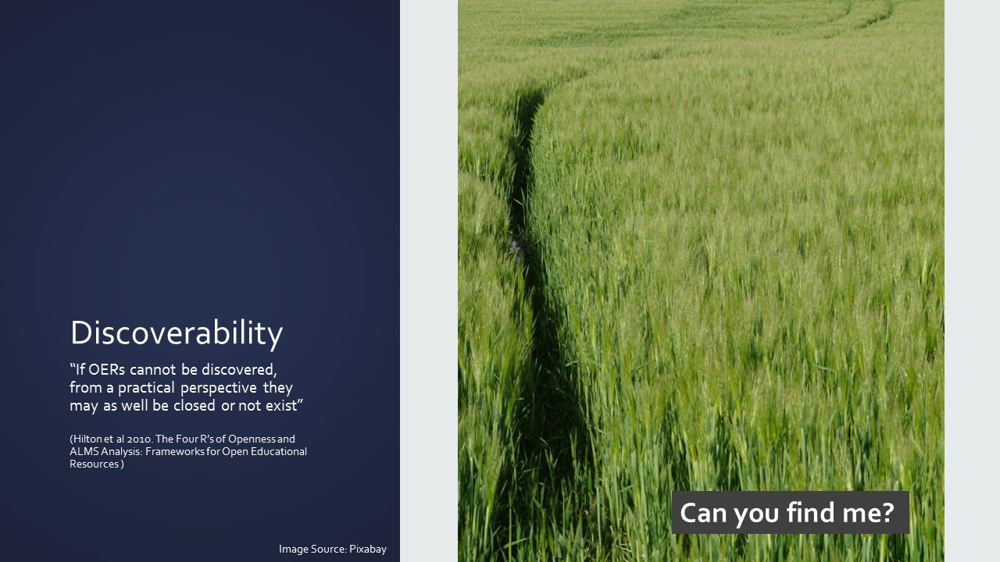 Discoverability
“If OERs cannot be discovered,
from a practical perspective they
may as well be closed or not exist”
(Hilton et al 2010. The Four R’s of Openness and
ALMS Analysis: Frameworks for Open Educational
Resources )
Image Source: Pixabay
Can you find me?